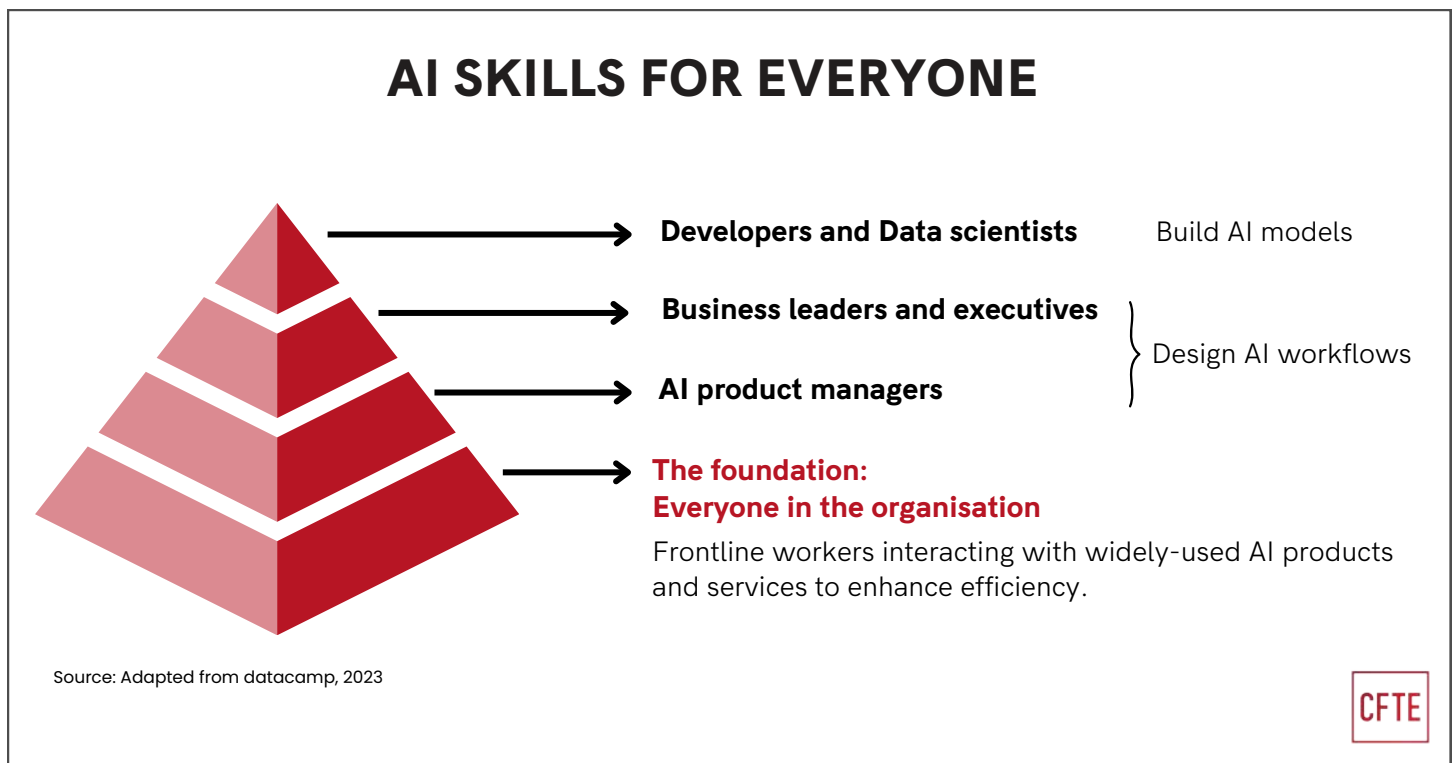 AI SKILLS FOR EVERYONE
Developers and Data scientists
Build AI models
Business leaders and executives
Design AI workflows
AI product managers
The foundation:
Everyone in the organisation
Frontline workers interacting with widely-used AI products
and services to enhance efficiency.
Source: Adapted from datacamp, 2023
CFTE